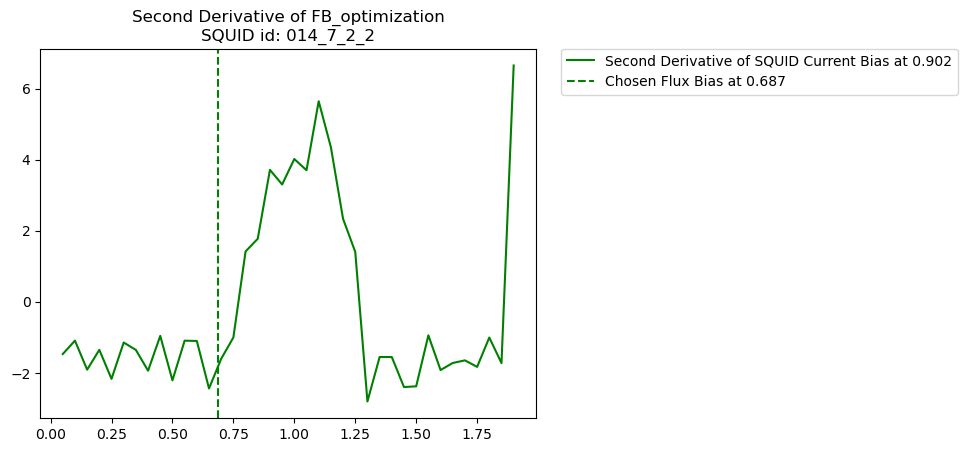 Second Derivative of FB_optimization
SQUID id: 014_7_2_2
Second Derivative of SQUID Current Bias at 0.902
Chosen Flux Bias at 0.687
6
4
2
0
−2
0.00 0.25 0.50 0.75 1.00 1.25 1.50 1.75